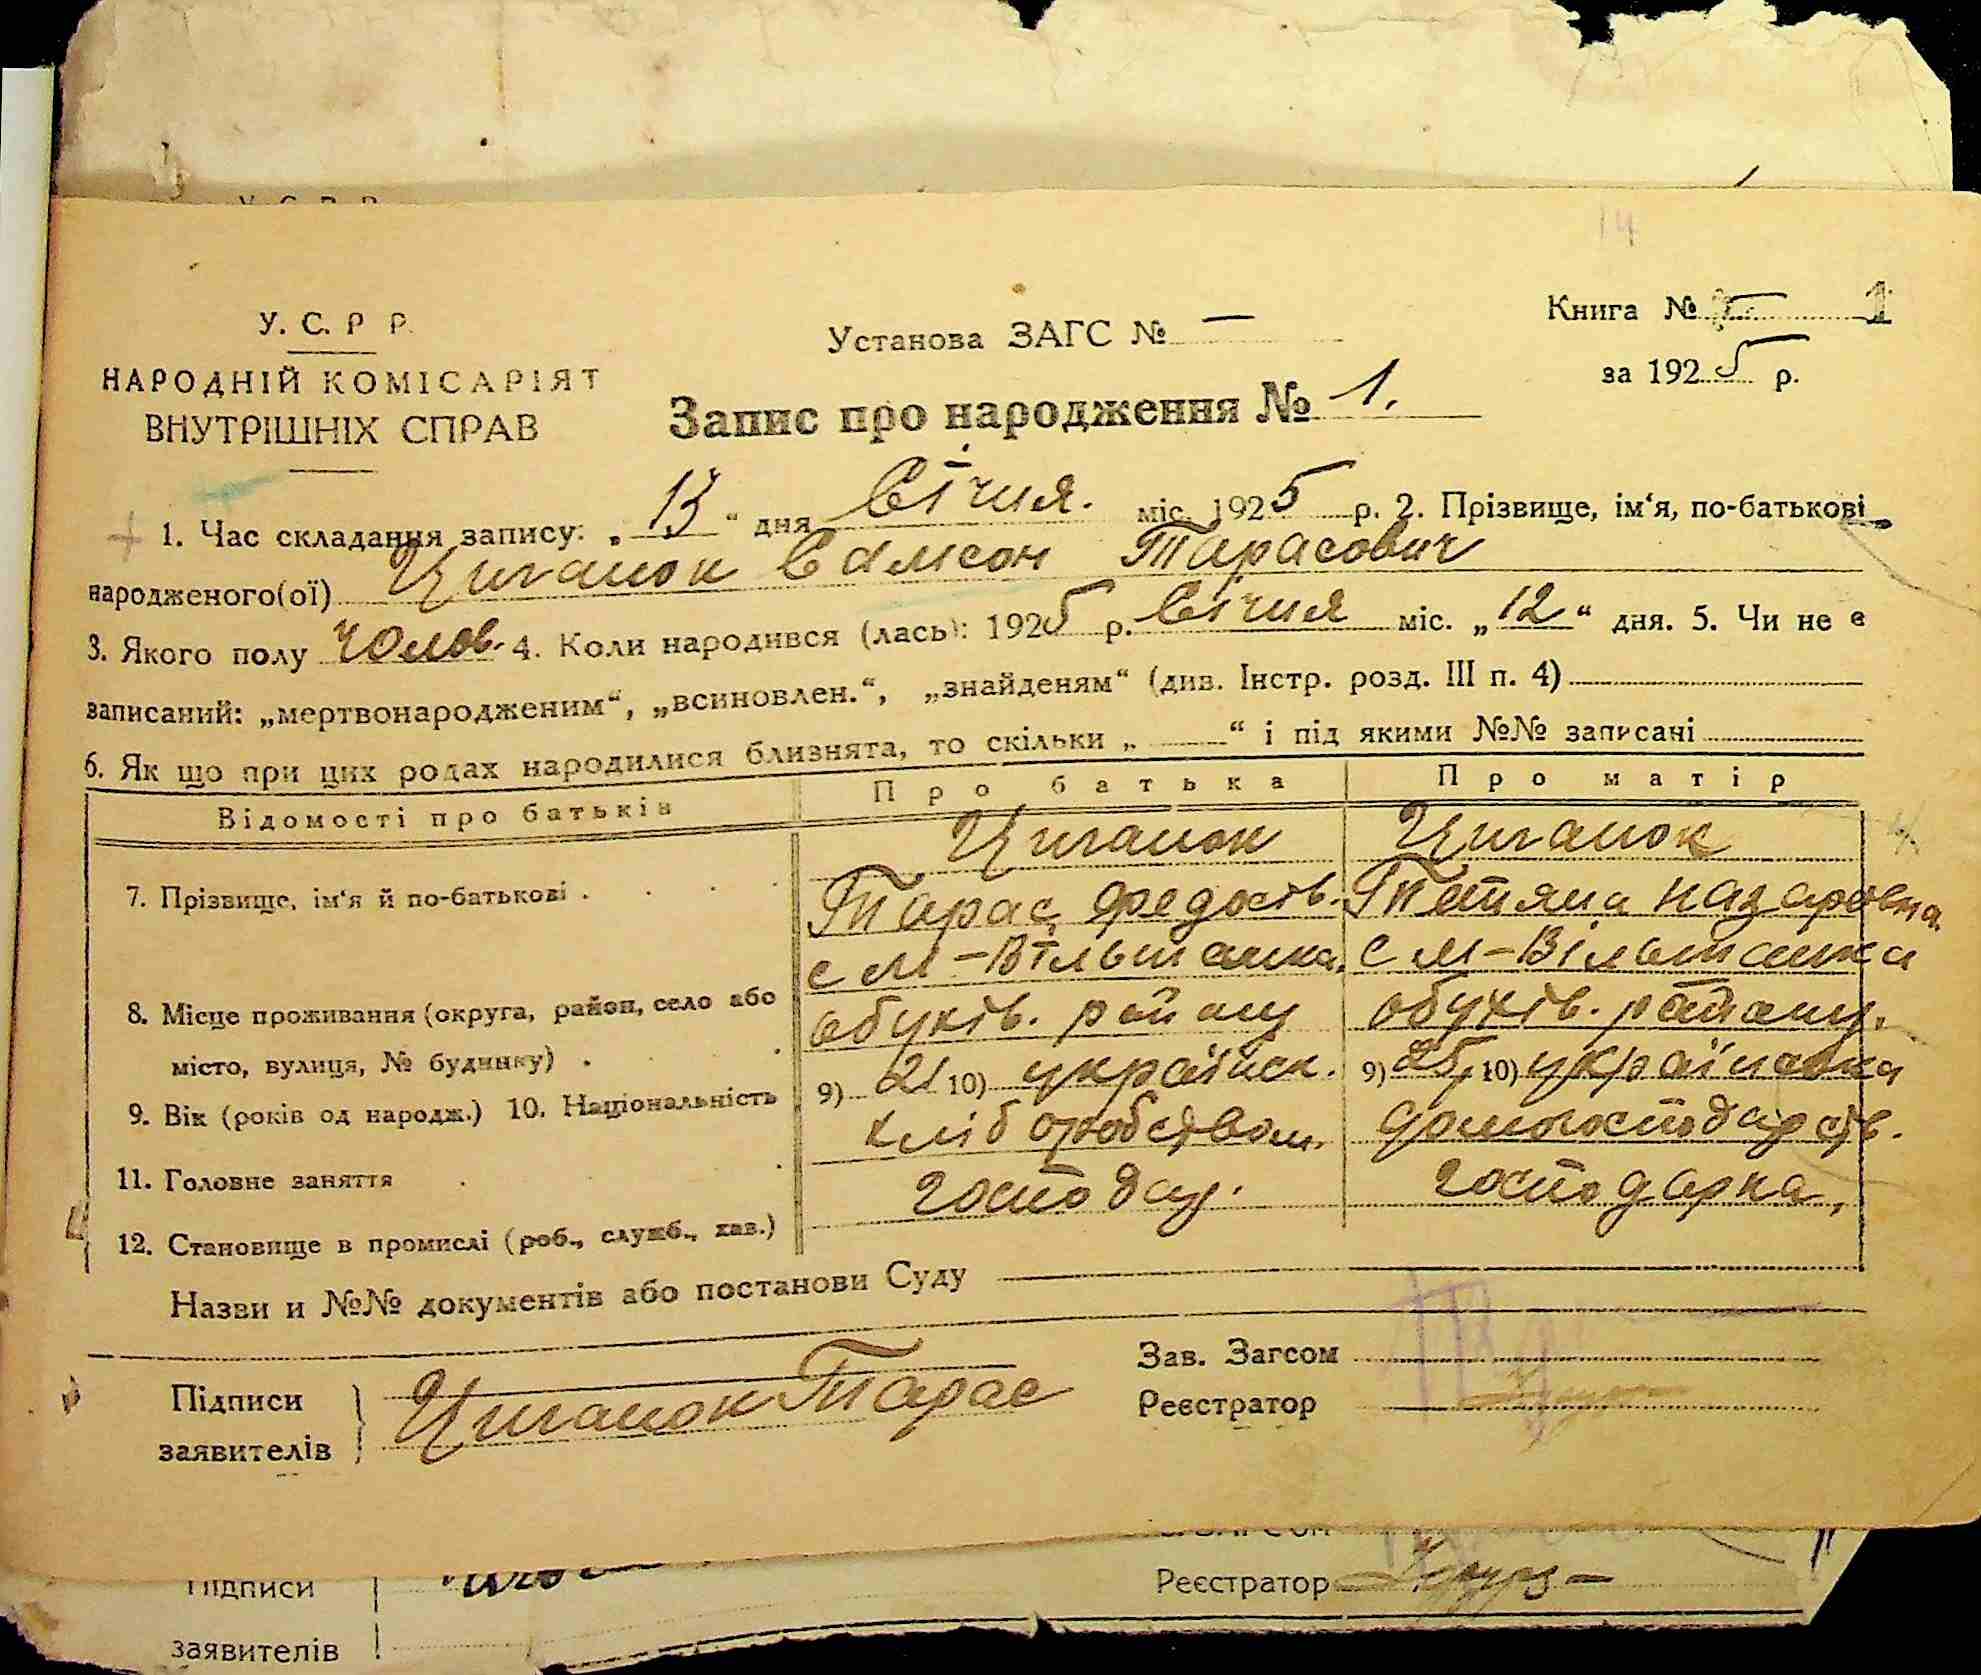 14
У. С. Р Р.
НАРОДНІЙ КОМІСАРІЯТ
ВНУТРІШНІХ СПРАВ
Установа ЗАГС № —
Книга № 1
за 1925 р.
Запис про народження № 1.
1. Час складання запису: „13“ дня Січня. міс. 1925 р. 2. Прізвище, ім'я, по-батькові
народженого(ої) Циганок Самсон Тарасович
3. Якого полу чолов. 4. Коли народився (лась): 1925 р. Січня міс. „12“ дня. 5. Чи не є
записаний: „мертвонародженим“, „всиновлен.“, „знайденям“ (див. Інстр. розд. III п. 4)
6. Як що при цих родах народилися близнята, то скільки „ “ і під якими №№ записані
Відомості про батьків Про батька Про матір
Циганок Циганок
7. Прізвище, ім'я й по-батькові . Тарас Федосів. Тетяна Назаровна.
с М-Вільшанка, с М-Вільшанка
8. Місце проживання (округа, район, село або обухів. району обухів. району.
місто, вулиця, № будинку) .
9. Вік (років од народж.) 10. Національність 9) 21 10) українск. 9) 25, 10) українська
11. Головне заняття хліборобством. домогосподарств.
12. Становище в промислі (роб., служб., хаз.) господар. господарка,
Назви и №№ документів або постанови Суду
Підписи
заявителів
Циганок Тарас
Зав. Загсом
Реєстратор
Підписи
заявителів
Реєстратор